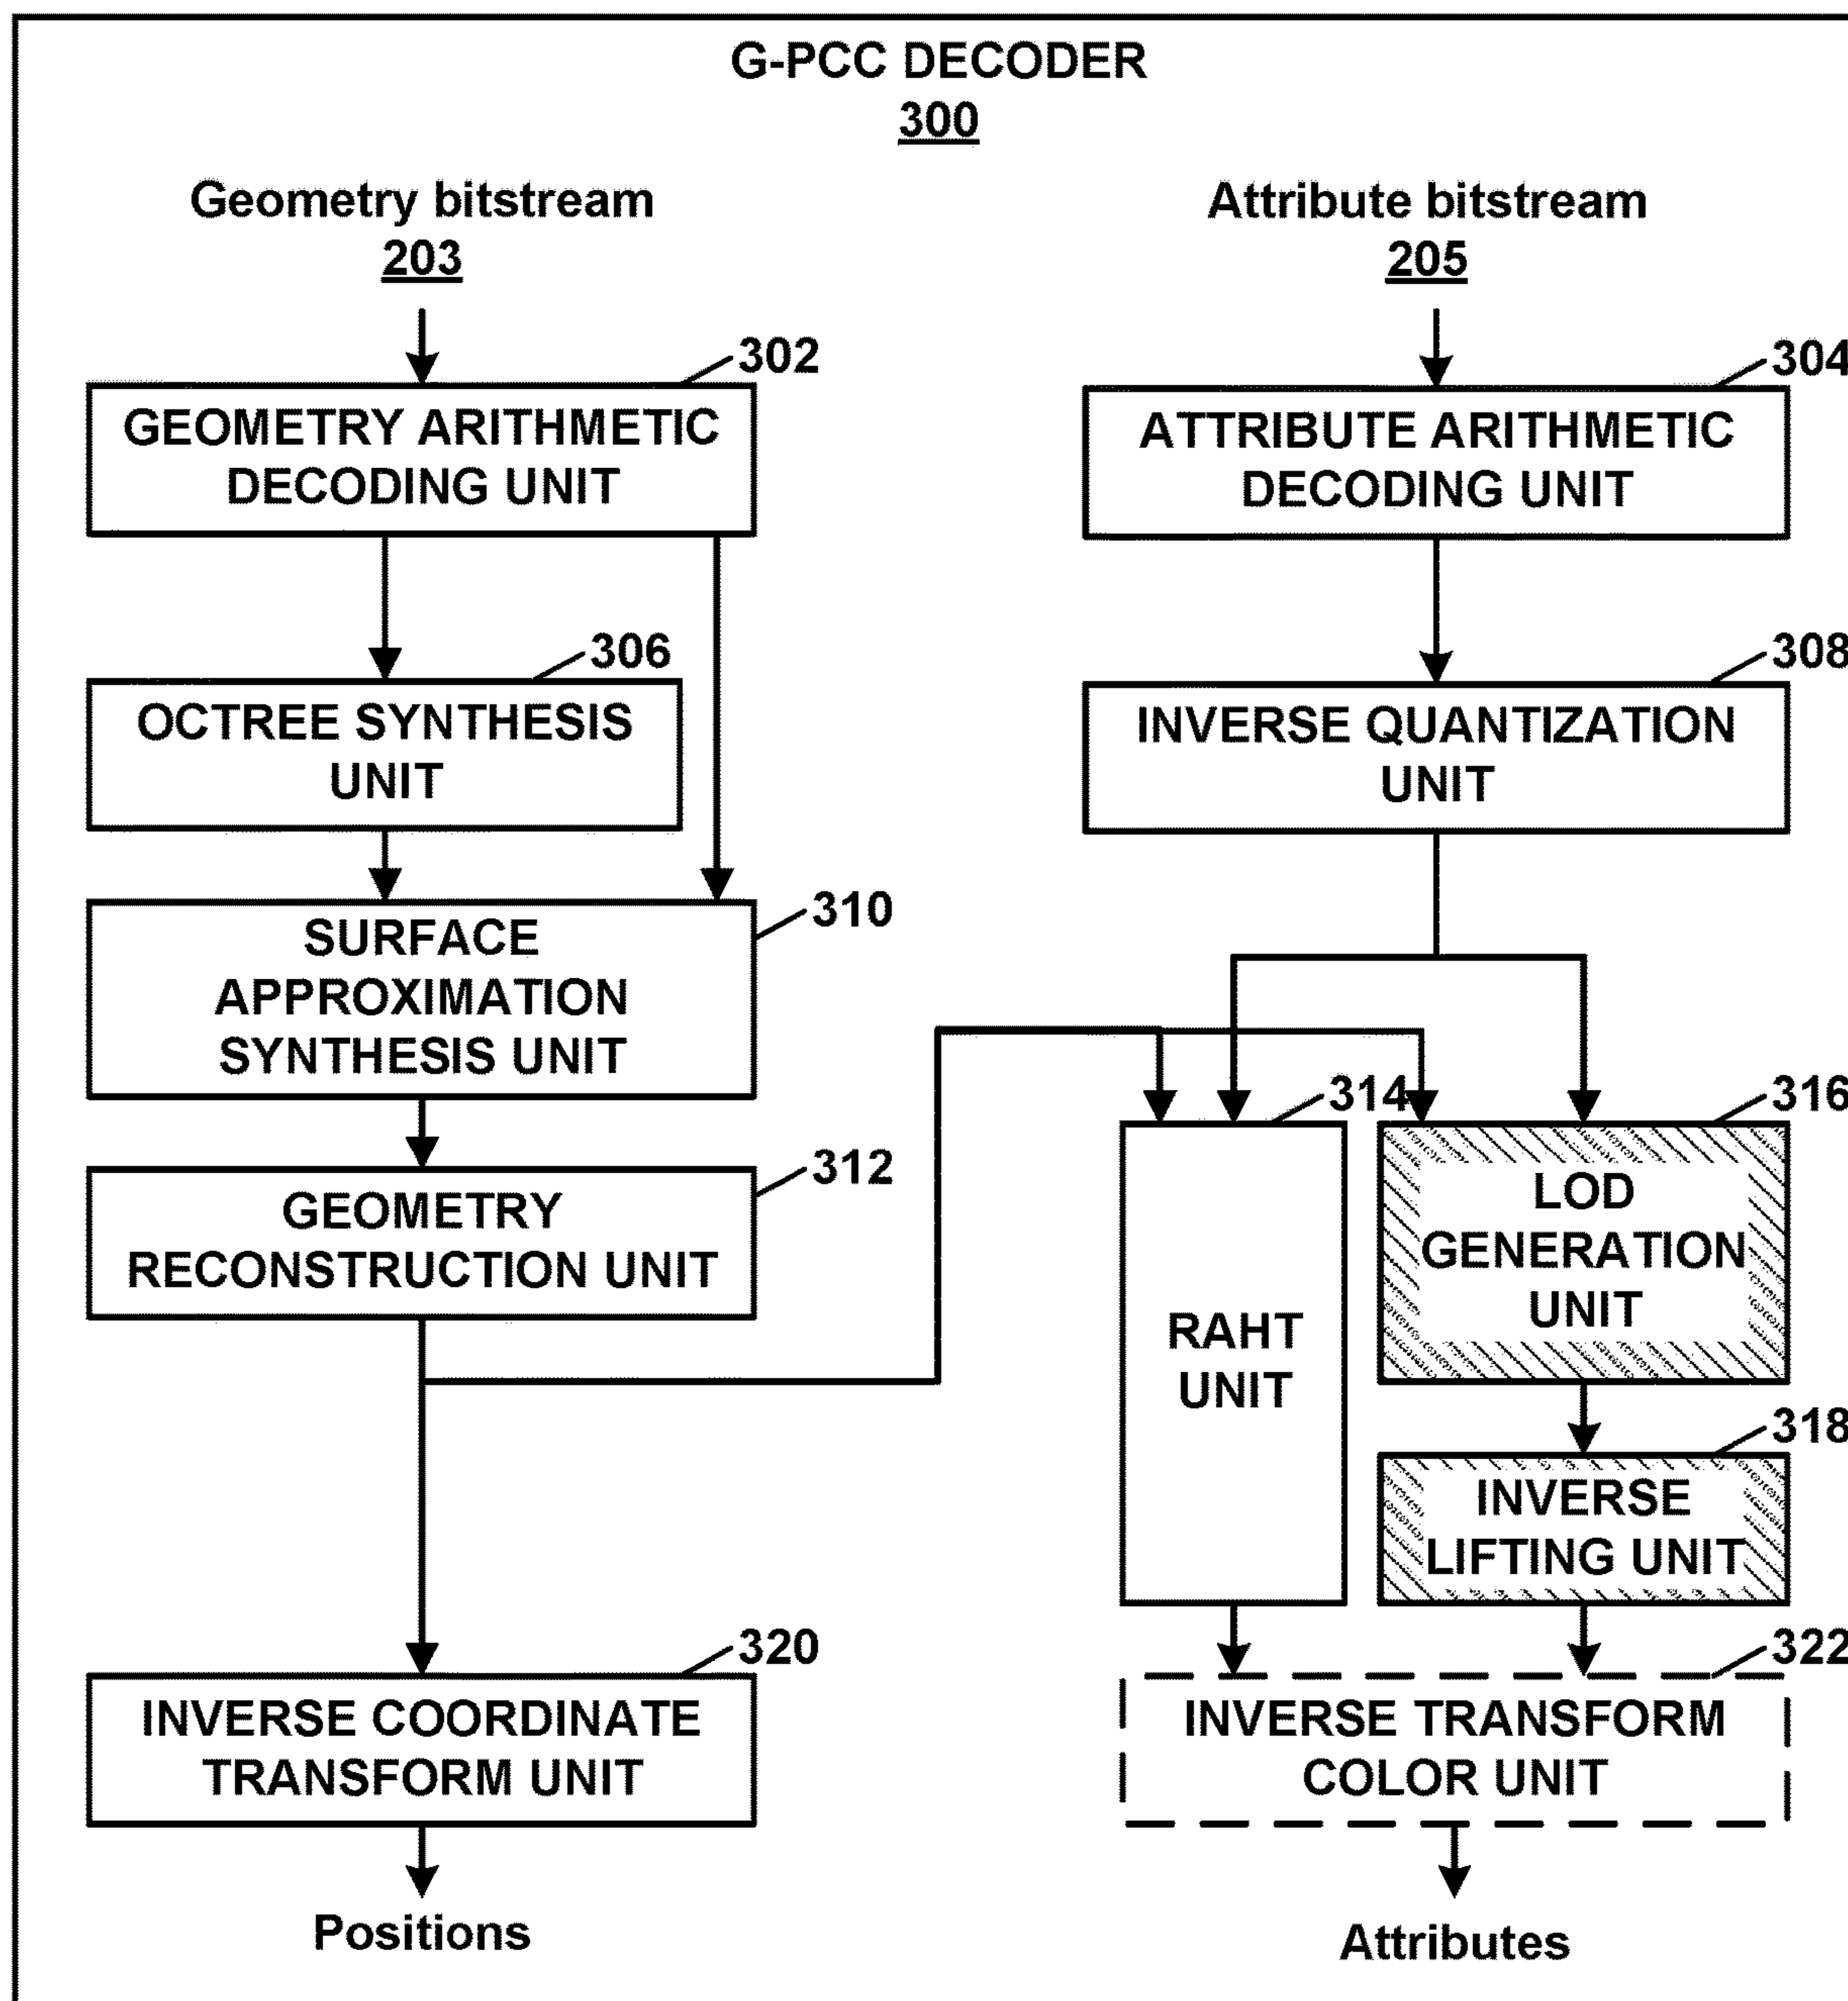 G-PCC DECODER
300
Geometry bitstream
203
Attribute bitstream
205
302
GEOMETRY ARITHMETIC
DECODING UNIT
304
ATTRIBUTE ARITHMETIC
DECODING UNIT
306
OCTREE SYNTHESIS
UNIT
308
INVERSE QUANTIZATION
UNIT
310
SURFACE
APPROXIMATION
SYNTHESIS UNIT
312
GEOMETRY
RECONSTRUCTION UNIT
314
RAHT
UNIT
316
LOD
GENERATION
UNIT
318
INVERSE
LIFTING UNIT
320
INVERSE COORDINATE
TRANSFORM UNIT
322
INVERSE TRANSFORM
COLOR UNIT
Positions
Attributes